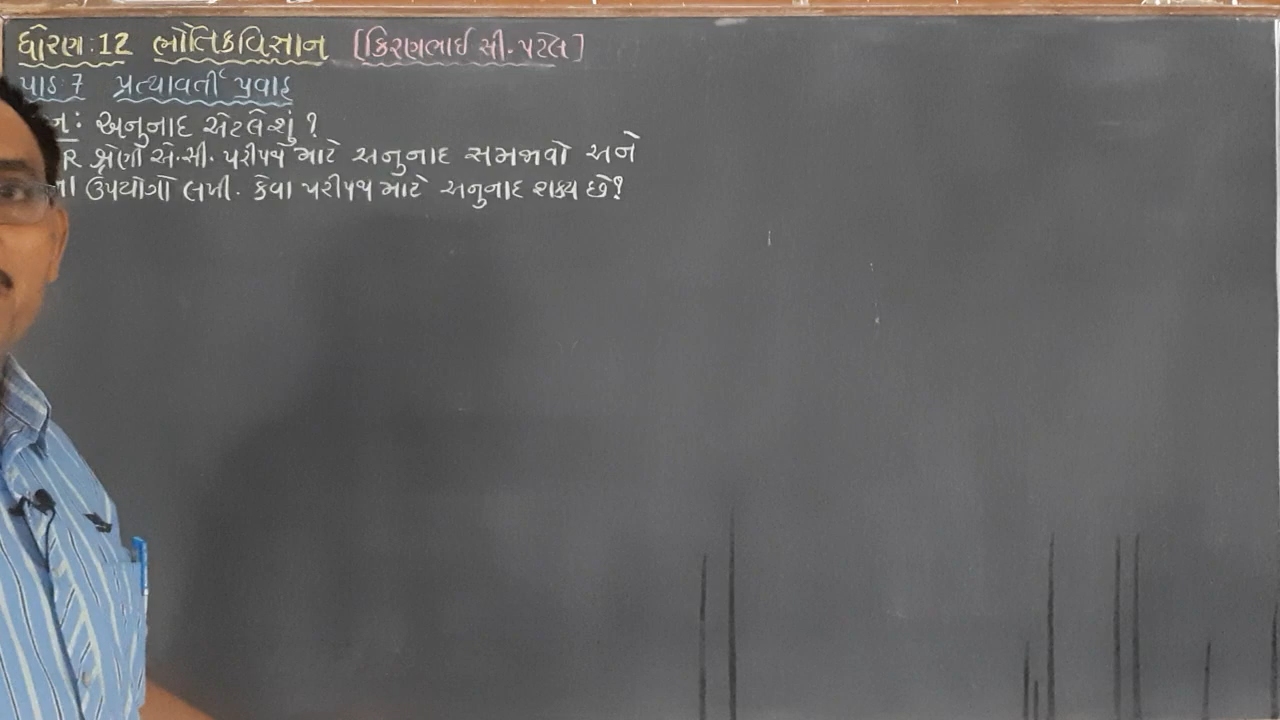 ધોરણ: 12 ભૌતિકવિજ્ઞાન [કિરણભાઈ સી. પટેલ]
પાઠ: 7 પ્રત્યાવર્તી પ્રવાહ
ન: અનુનાદ એટલે શું ?
R શ્રેણી એ.સી. પરીપથ માટે અનુનાદ સમજાવો અને
ના ઉપયોગો લખો. કેવા પરીપથ માટે અનુનાદ શક્ય છે?